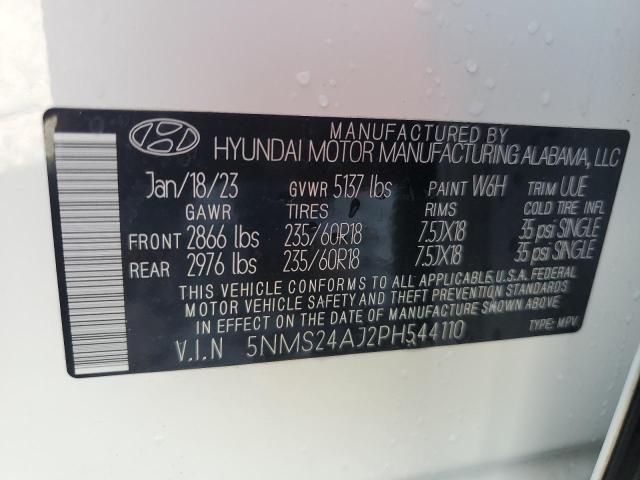 MANUFACTURED BY
HYUNDAI MOTOR MANUFACTURING ALABAMA, LLC
Jan/18/23 GVWR 5137 lbs PAINT W6H TRIM UUE
GAWR TIRES RIMS COLD TIRE INFL
FRONT 2866 lbs 235/60R18 7.5JX18 35 psi SINGLE
REAR 2976 lbs 235/60R18 7.5JX18 35 psi SINGLE
THIS VEHICLE CONFORMS TO ALL APPLICABLE U.S.A. FEDERAL
MOTOR VEHICLE SAFETY AND THEFT PREVENTION STANDARDS
IN EFFECT ON THE DATE OF MANUFACTURE SHOWN ABOVE
V.I.N 5NMS24AJ2PH544110 TYPE: MPV